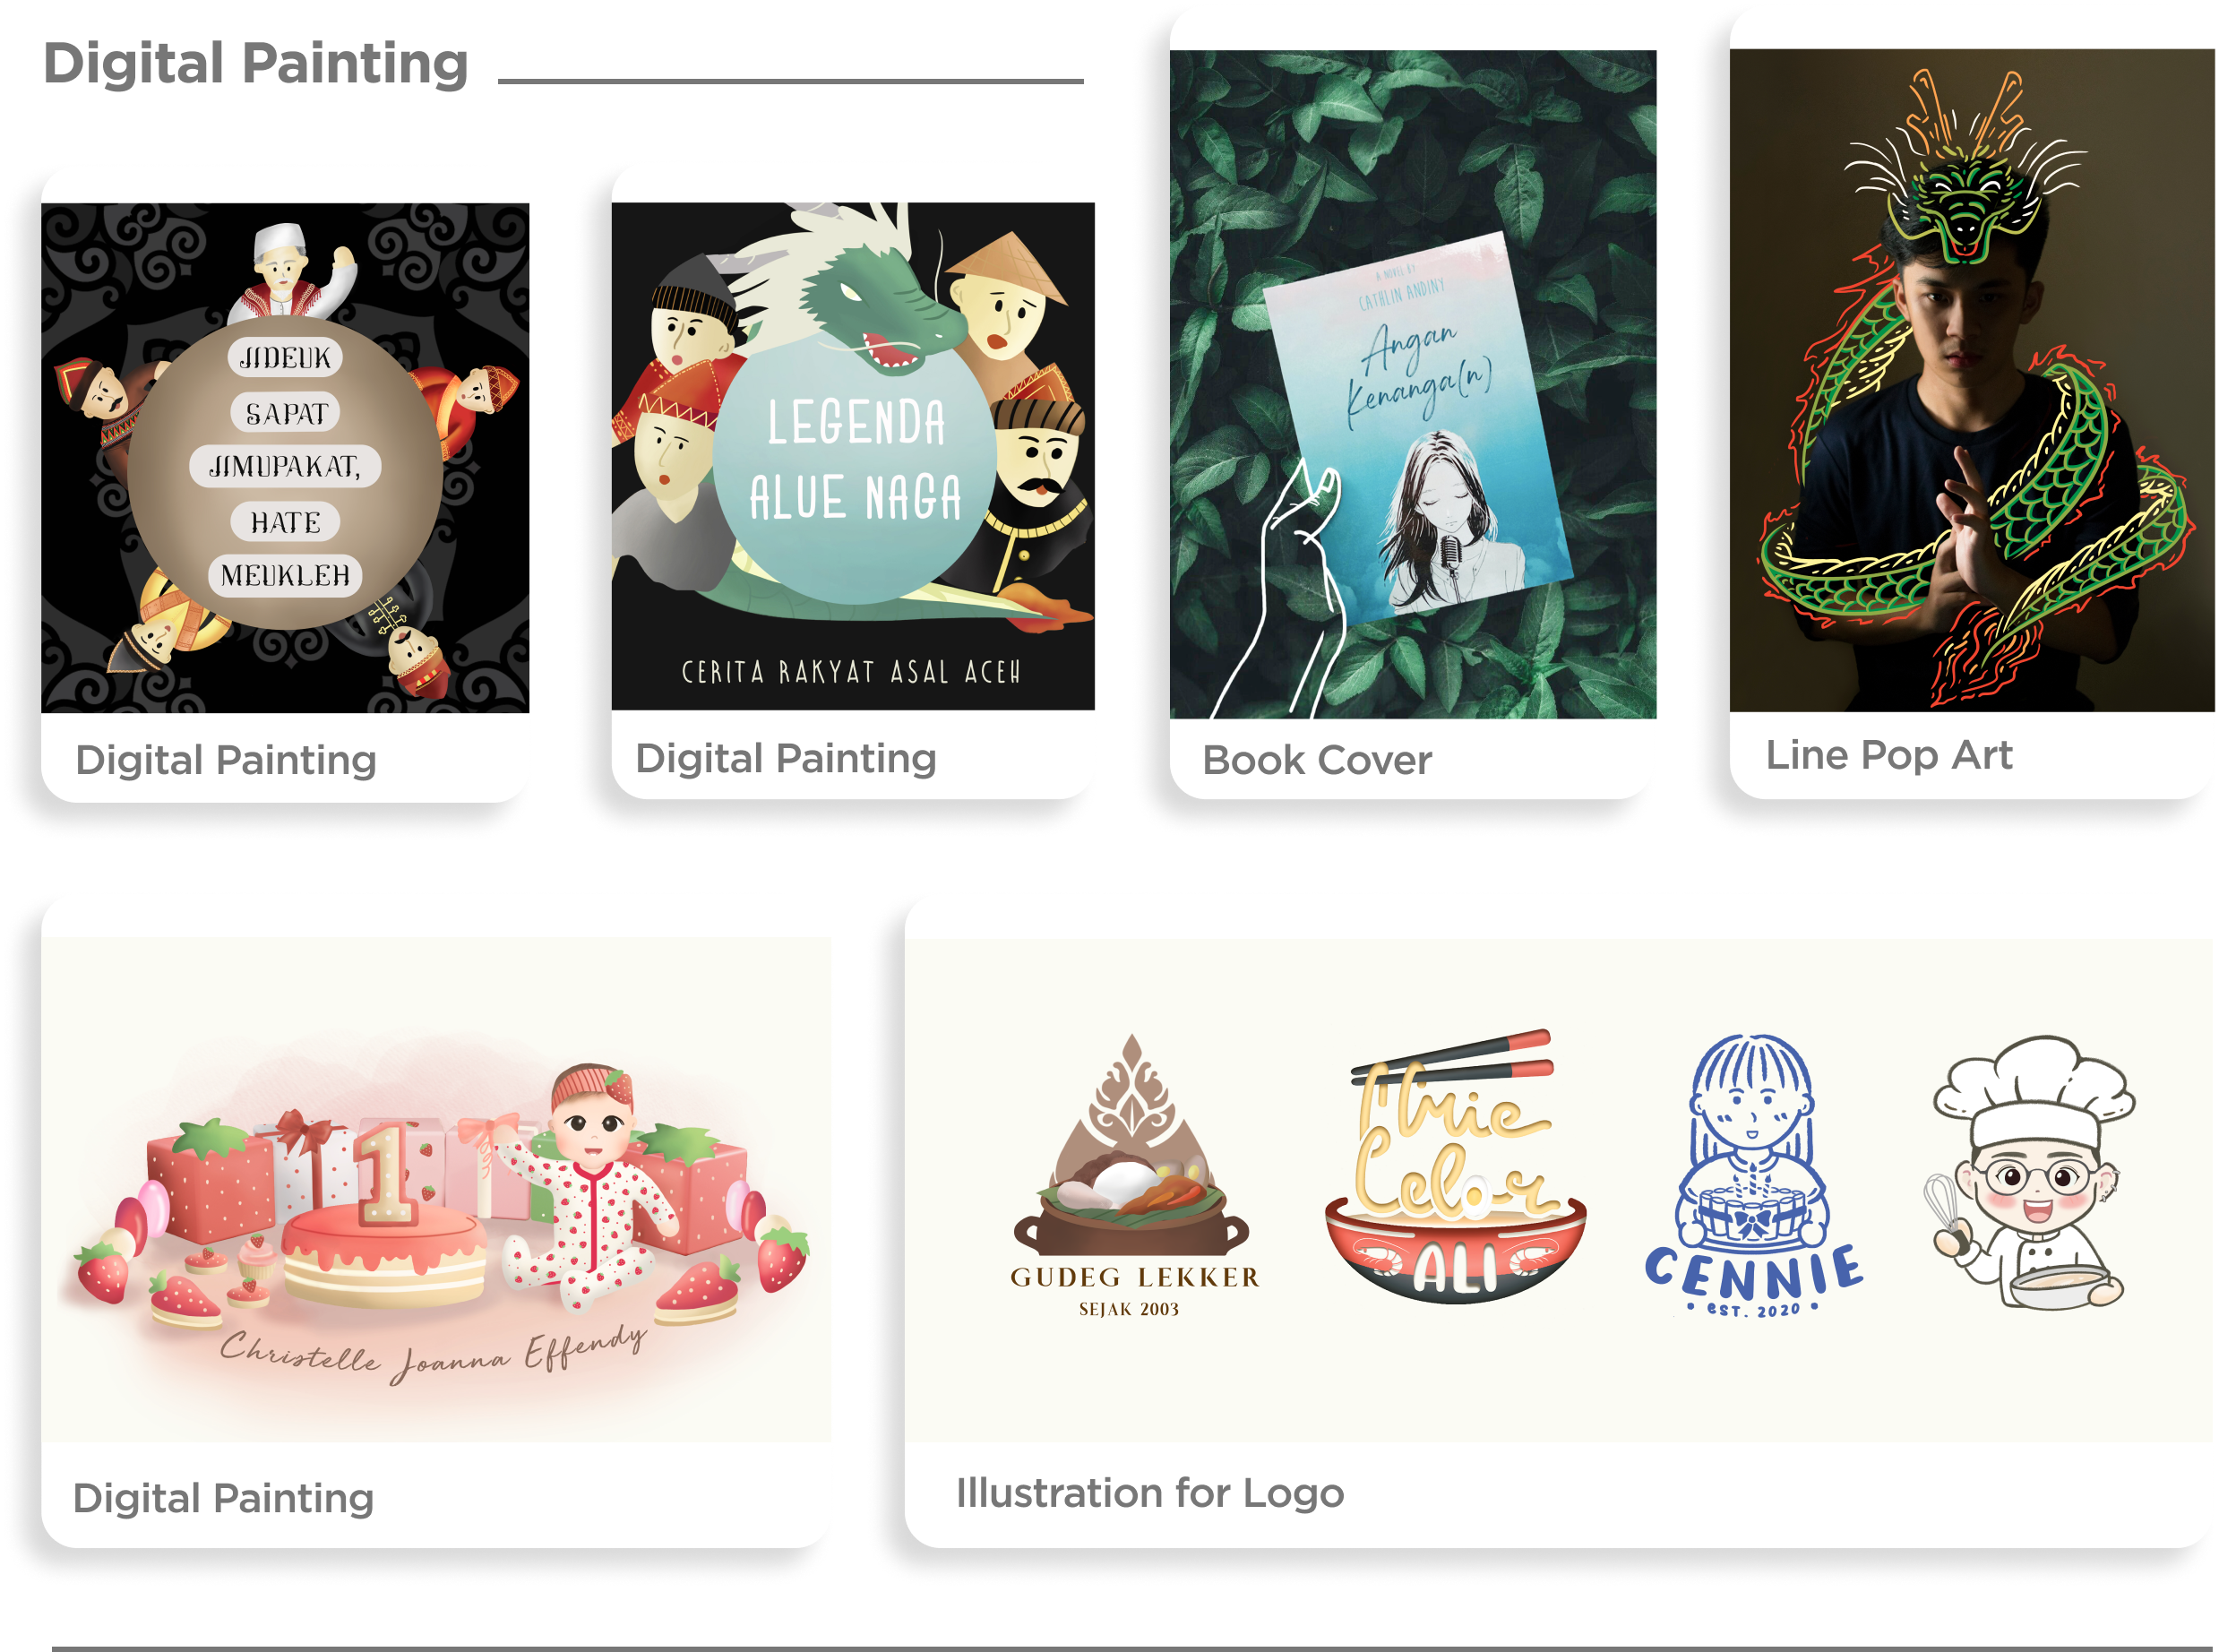 Digital Painting
JIDEUK
SAPAT
JIMUPAKAT,
HATE
MEUKLEH
Digital Painting
LEGENDA
ALUE NAGA
CERITA RAKYAT ASAL ACEH
Digital Painting
A NOVEL BY
CATHLIN ANDINY
Angan
Kenanga(n)
Book Cover
Line Pop Art
1
Christelle Joanna Effendy
Digital Painting
GUDEG LEKKER
SEJAK 2003
Mie
Celor
ALI
CENNIE
• EST. 2020 •
Illustration for Logo